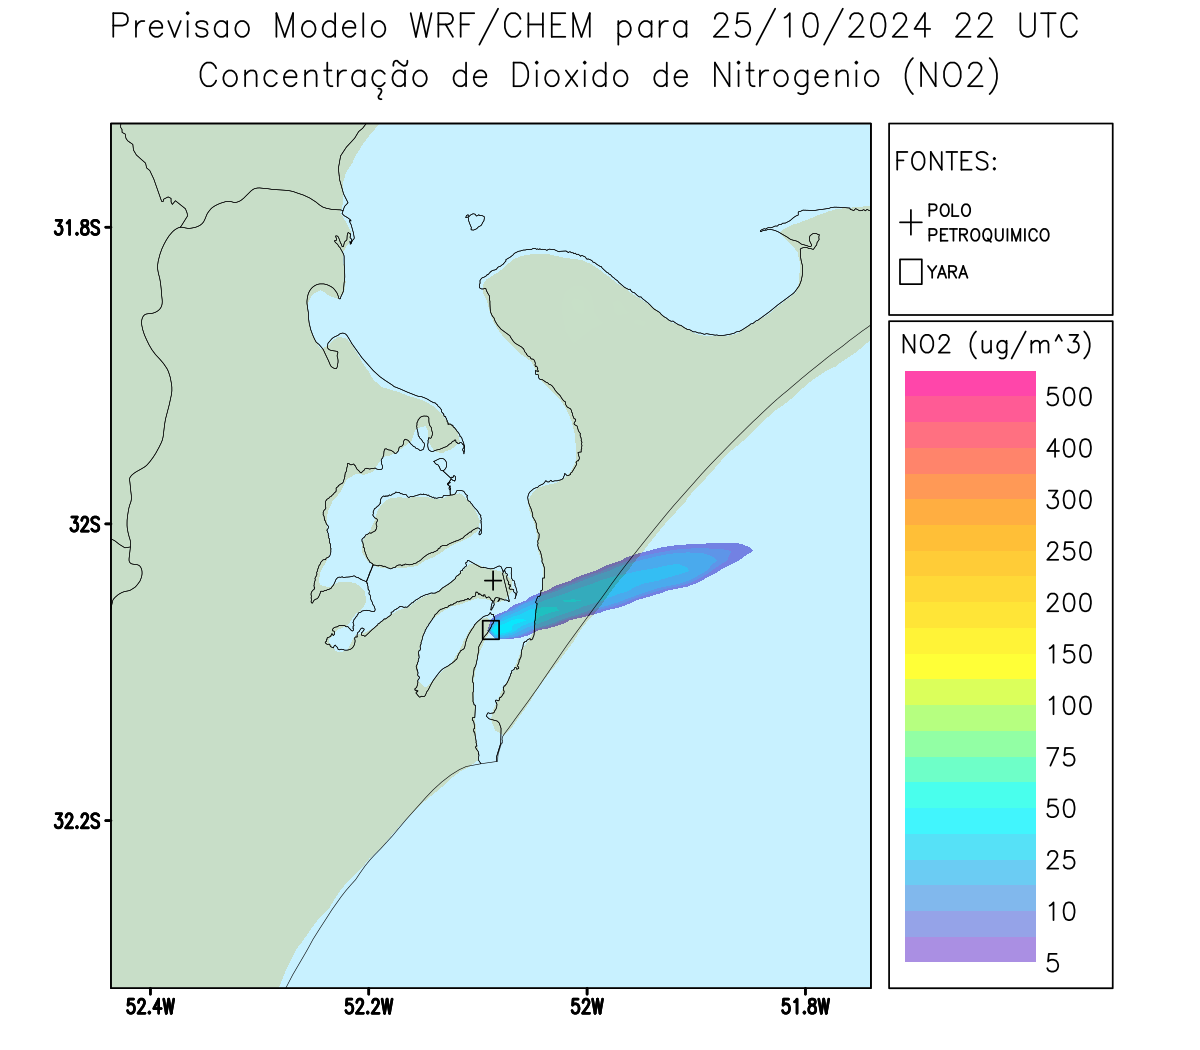 Previsao Modelo WRF/CHEM para 25/10/2024 22 UTC
Concentração de Dioxido de Nitrogenio (NO2)
FONTES:
POLO
PETROQUIMICO
YARA
NO2 (ug/m^3)
500
400
300
250
200
150
100
75
50
25
10
5
31.8S
32S
32.2S
52.4W
52.2W
52W
51.8W